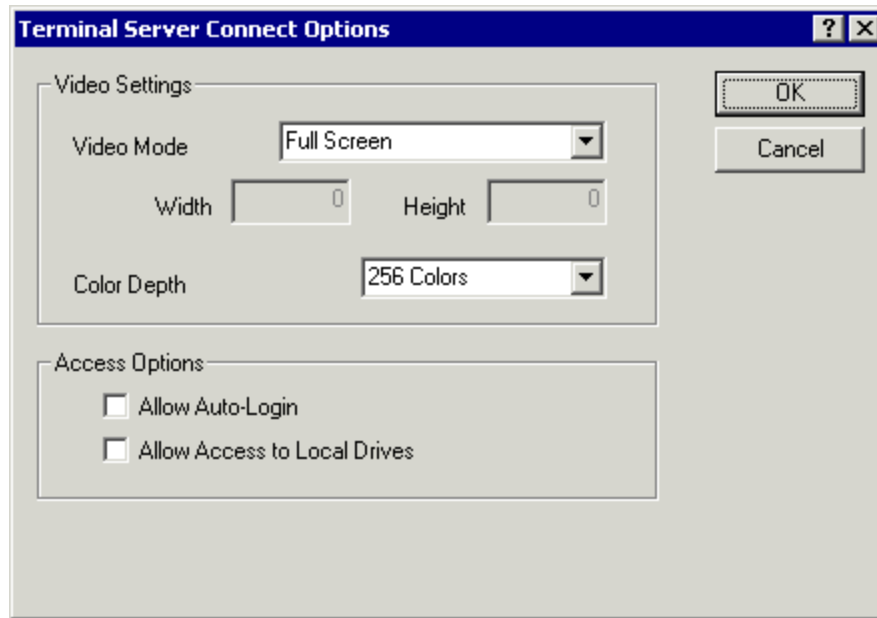 Terminal Server Connect Options
Video Settings
OK
Video Mode
Full Screen
Cancel
Width
0
Height
0
Color Depth
256 Colors
Access Options
Allow Auto-Login
Allow Access to Local Drives